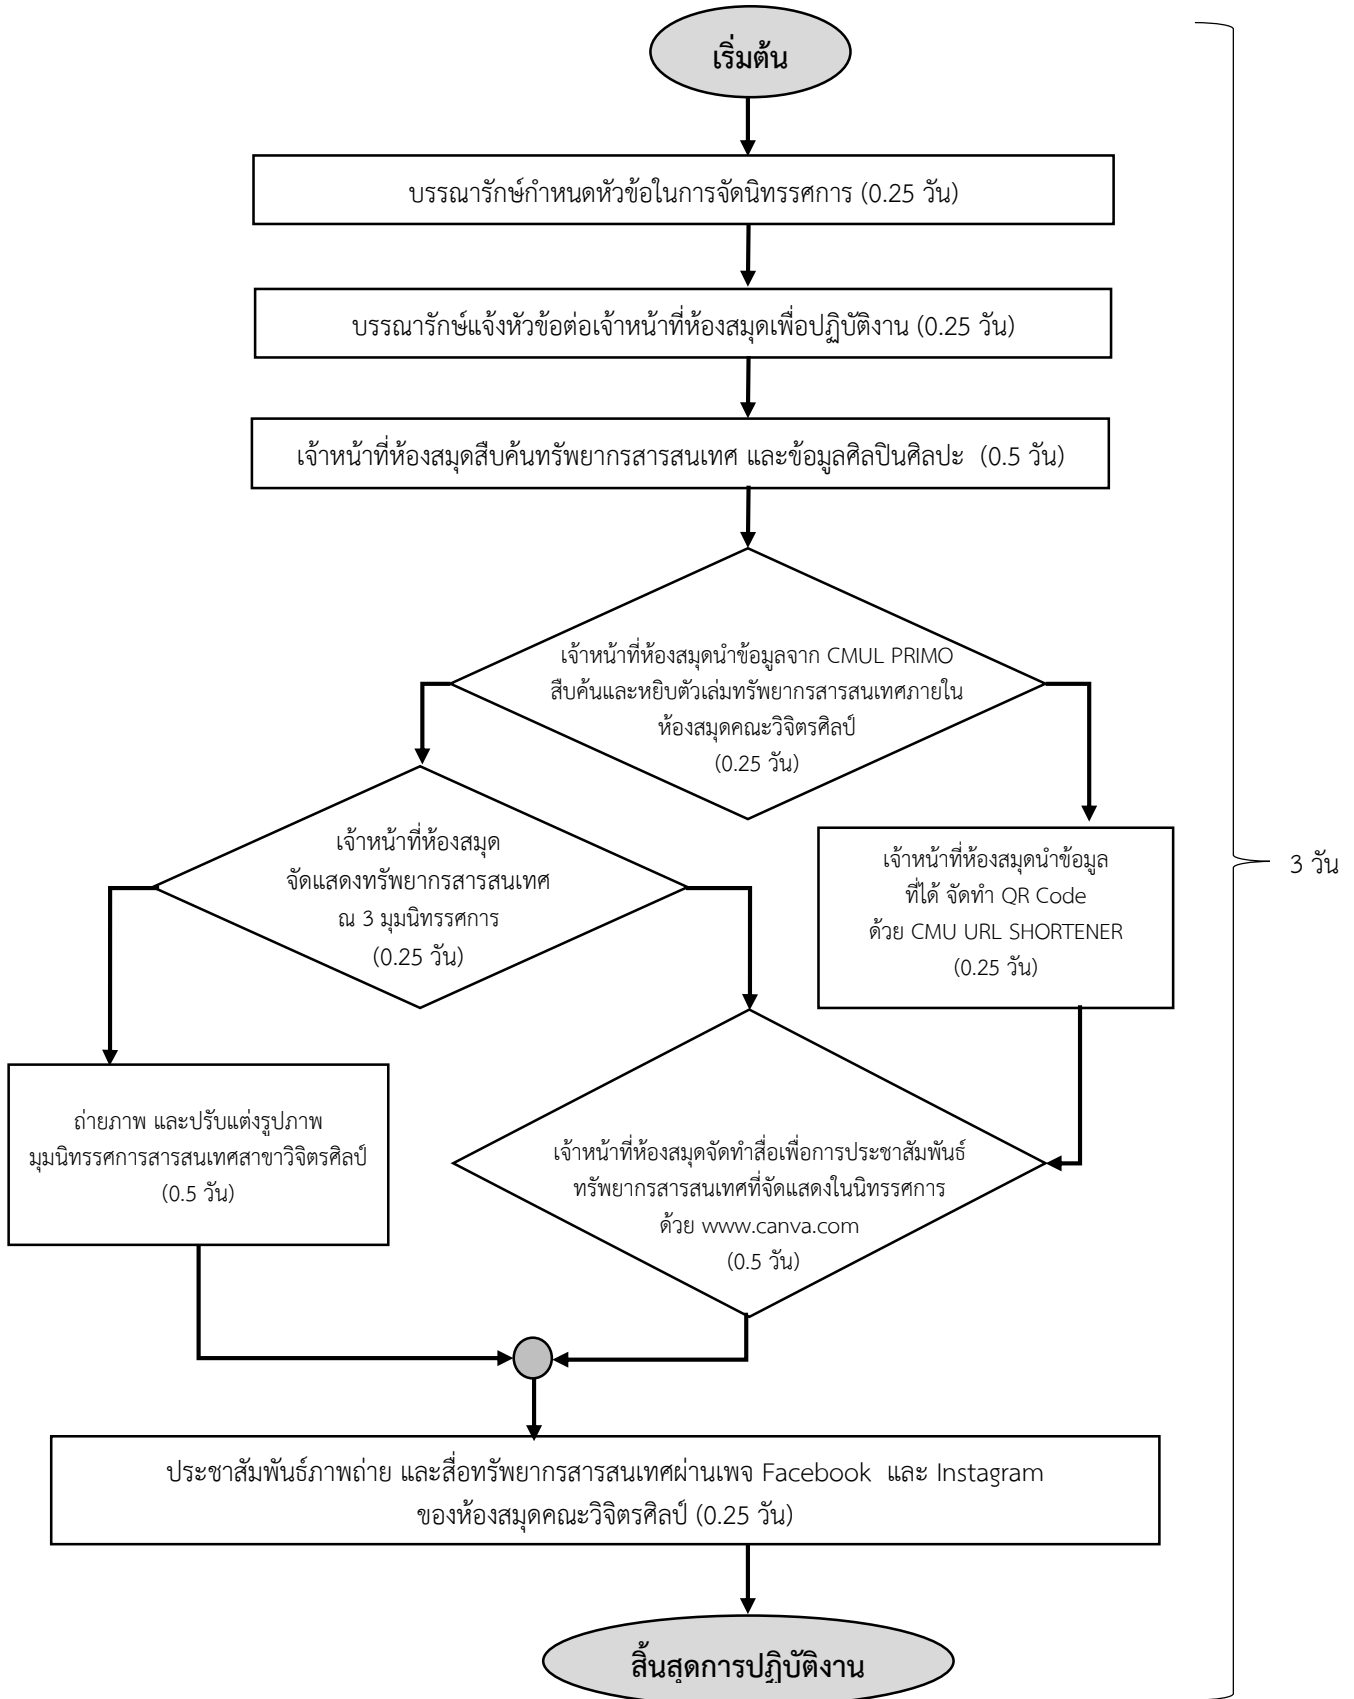 เริ่มต้น
บรรณารักษ์กำหนดหัวข้อในการจัดนิทรรศการ (0.25 วัน)
บรรณารักษ์แจ้งหัวข้อต่อเจ้าหน้าที่ห้องสมุดเพื่อปฏิบัติงาน (0.25 วัน)
เจ้าหน้าที่ห้องสมุดสืบค้นทรัพยากรสารสนเทศ และข้อมูลศิลปินศิลปะ (0.5 วัน)
เจ้าหน้าที่ห้องสมุดนำข้อมูลจาก CMUL PRIMO
สืบค้นและหยิบตัวเล่มทรัพยากรสารสนเทศภายใน
ห้องสมุดคณะวิจิตรศิลป์
(0.25 วัน)
เจ้าหน้าที่ห้องสมุด
จัดแสดงทรัพยากรสารสนเทศ
ณ 3 มุมนิทรรศการ
(0.25 วัน)
เจ้าหน้าที่ห้องสมุดนำข้อมูล
ที่ได้ จัดทำ QR Code
ด้วย CMU URL SHORTENER
(0.25 วัน)
3 วัน
ถ่ายภาพ และปรับแต่งรูปภาพ
มุมนิทรรศการสารสนเทศสาขาวิจิตรศิลป์
(0.5 วัน)
เจ้าหน้าที่ห้องสมุดจัดทำสื่อเพื่อการประชาสัมพันธ์
ทรัพยากรสารสนเทศที่จัดแสดงในนิทรรศการ
ด้วย www.canva.com
(0.5 วัน)
ประชาสัมพันธ์ภาพถ่าย และสื่อทรัพยากรสารสนเทศผ่านเพจ Facebook และ Instagram
ของห้องสมุดคณะวิจิตรศิลป์ (0.25 วัน)
สิ้นสุดการปฏิบัติงาน